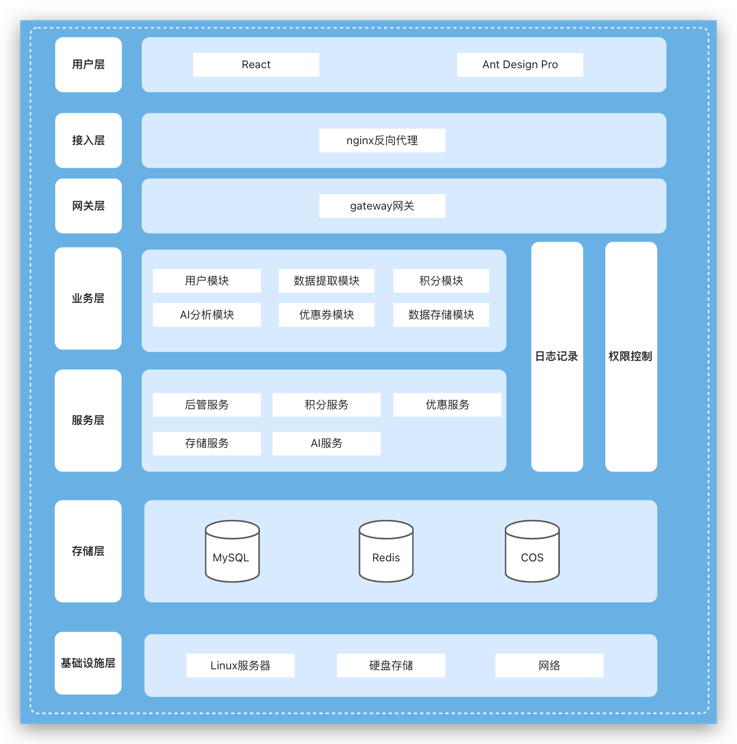 用户层
React
Ant Design Pro
接入层
nginx反向代理
网关层
gateway网关
业务层
用户模块
数据提取模块
积分模块
AI分析模块
优惠券模块
数据存储模块
日志记录
权限控制
服务层
后管服务
积分服务
优惠服务
存储服务
AI服务
存储层
MySQL
Redis
COS
基础设施层
Linux服务器
硬盘存储
网络